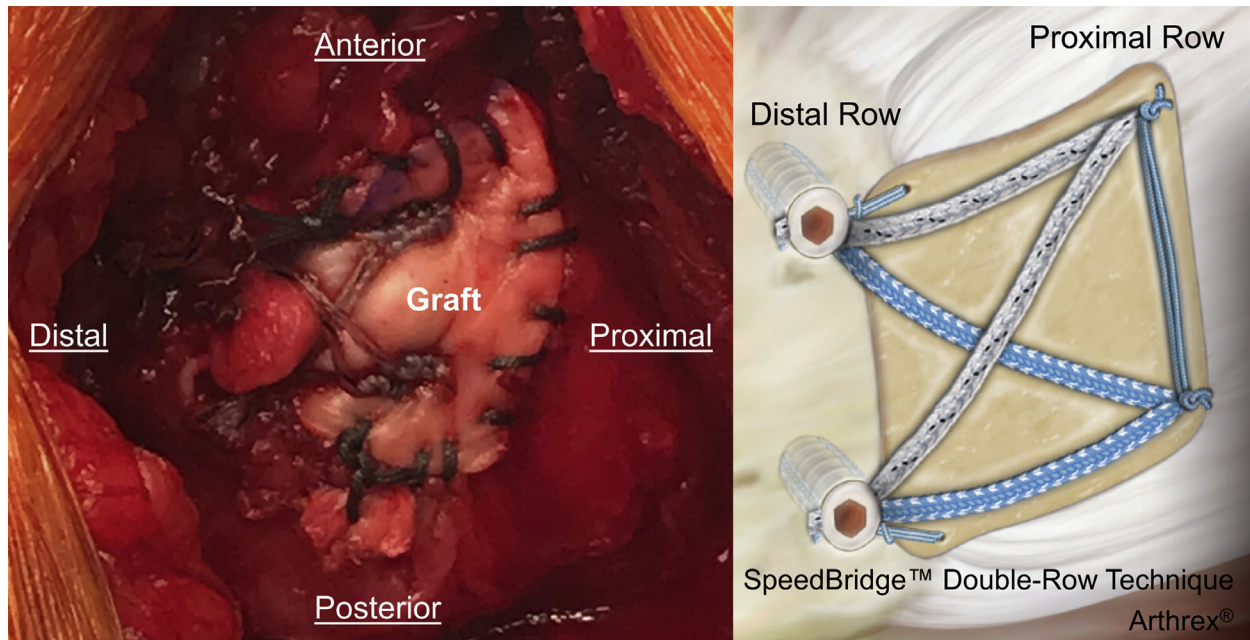 Anterior
Graft
Distal
Proximal
Posterior
Proximal Row
Distal Row
SpeedBridge™ Double-Row Technique
Arthrex®